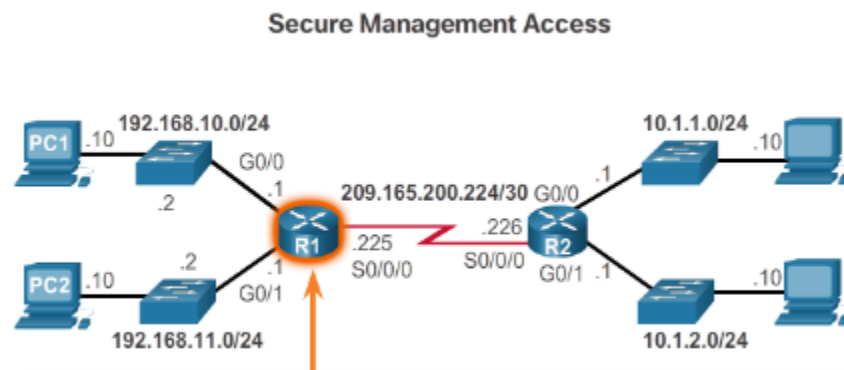 Secure Management Access
192.168.10.0/24
10.1.1.0/24
PC1
.10
.10
G0/0
.1
.2
209.165.200.224/30
G0/0
.1
R1
.225
.226
R2
S0/0/0
S0/0/0
.2
.1
G0/1
G0/1
.1
PC2
.10
.10
192.168.11.0/24
10.1.2.0/24